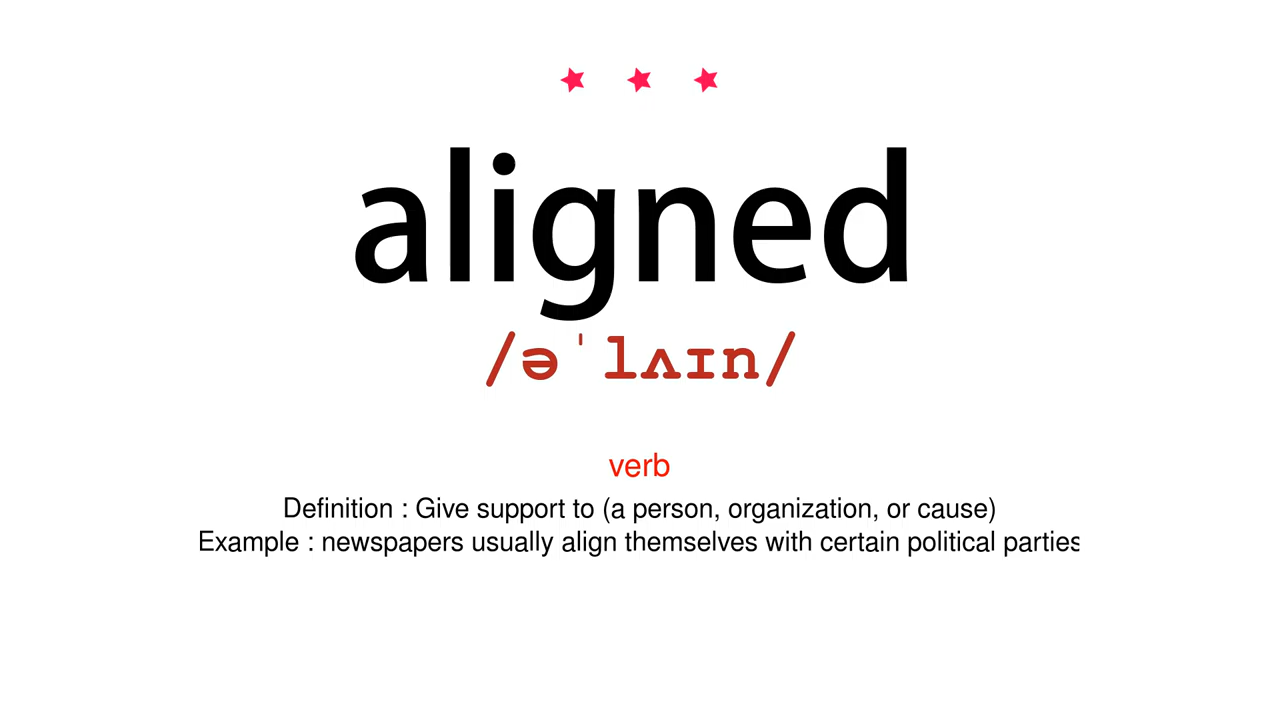 aligned
/əˈlʌɪn/
verb
Definition : Give support to (a person, organization, or cause)
Example : newspapers usually align themselves with certain political parties